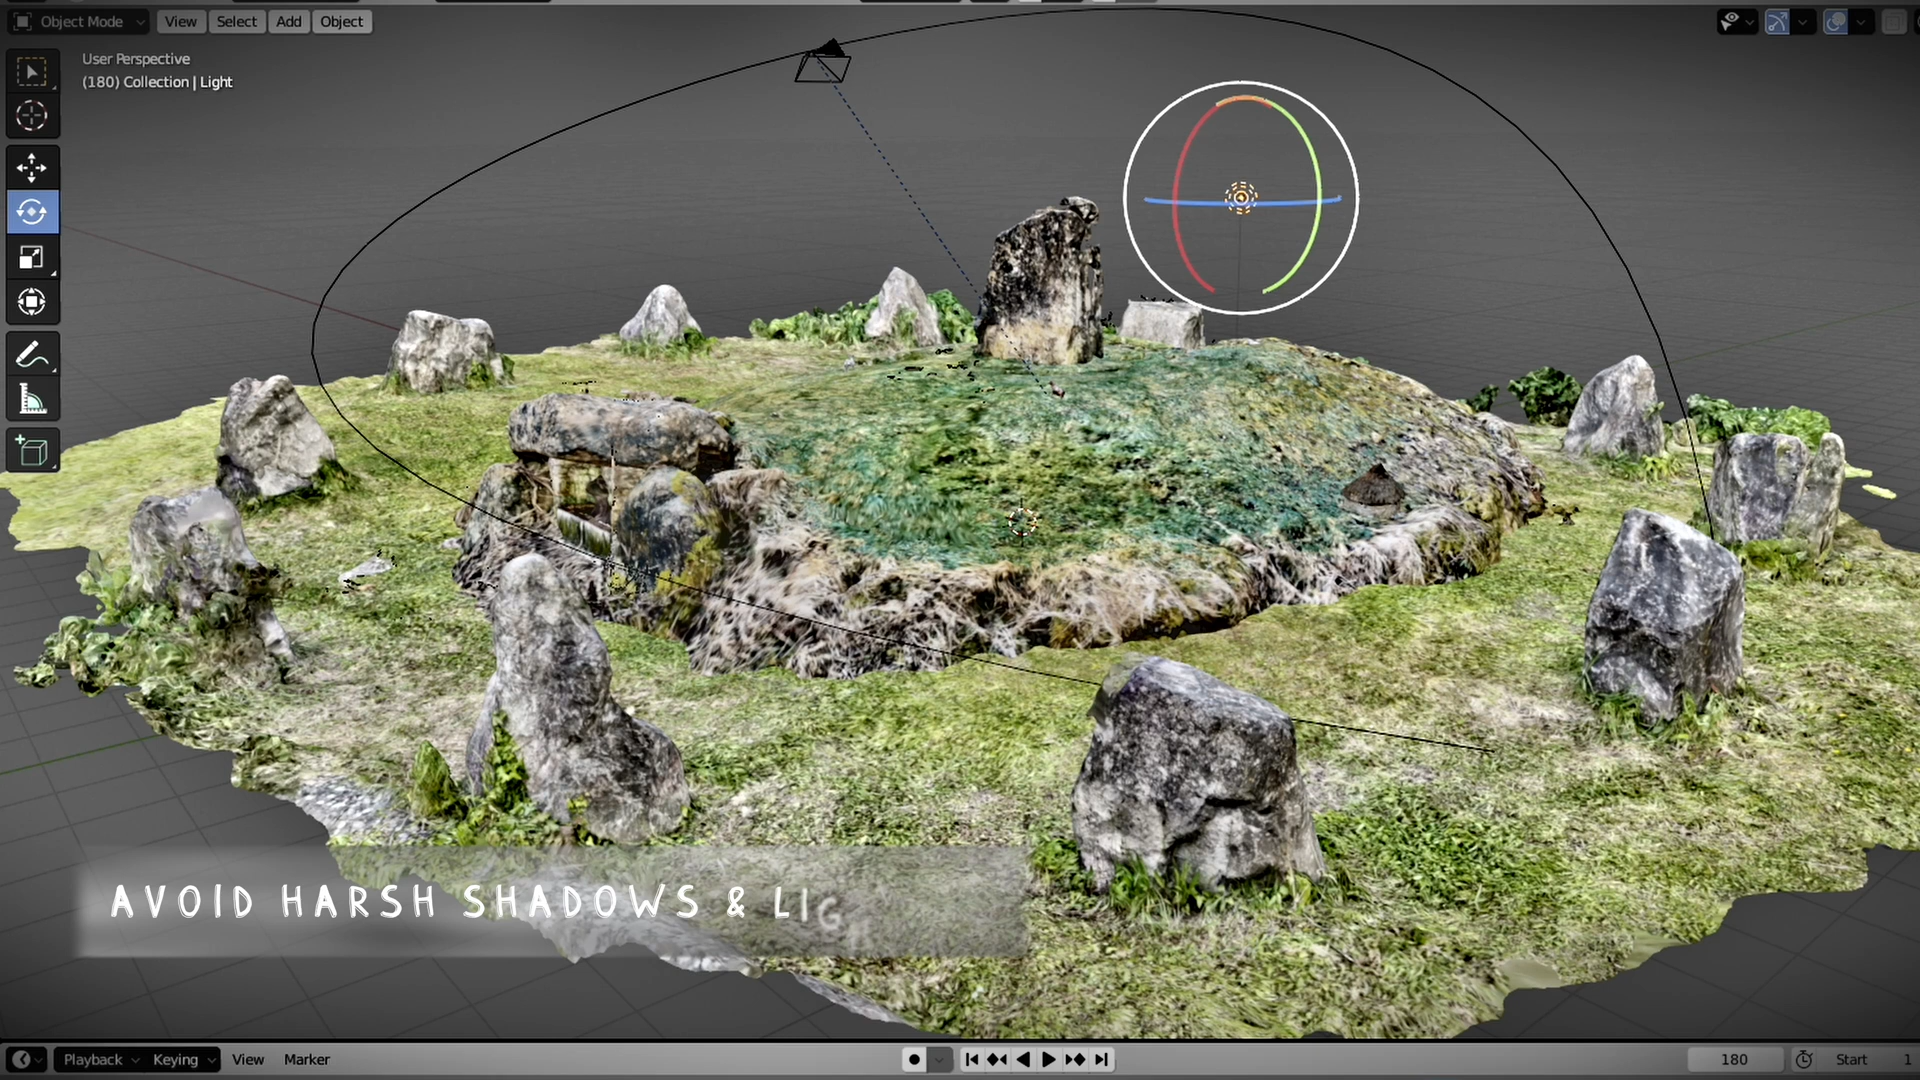 Object Mode View Select Add Object
User Perspective
(180) Collection | Light
AVOID HARSH SHADOWS & LIG
Playback Keying View Marker
180 Start 1